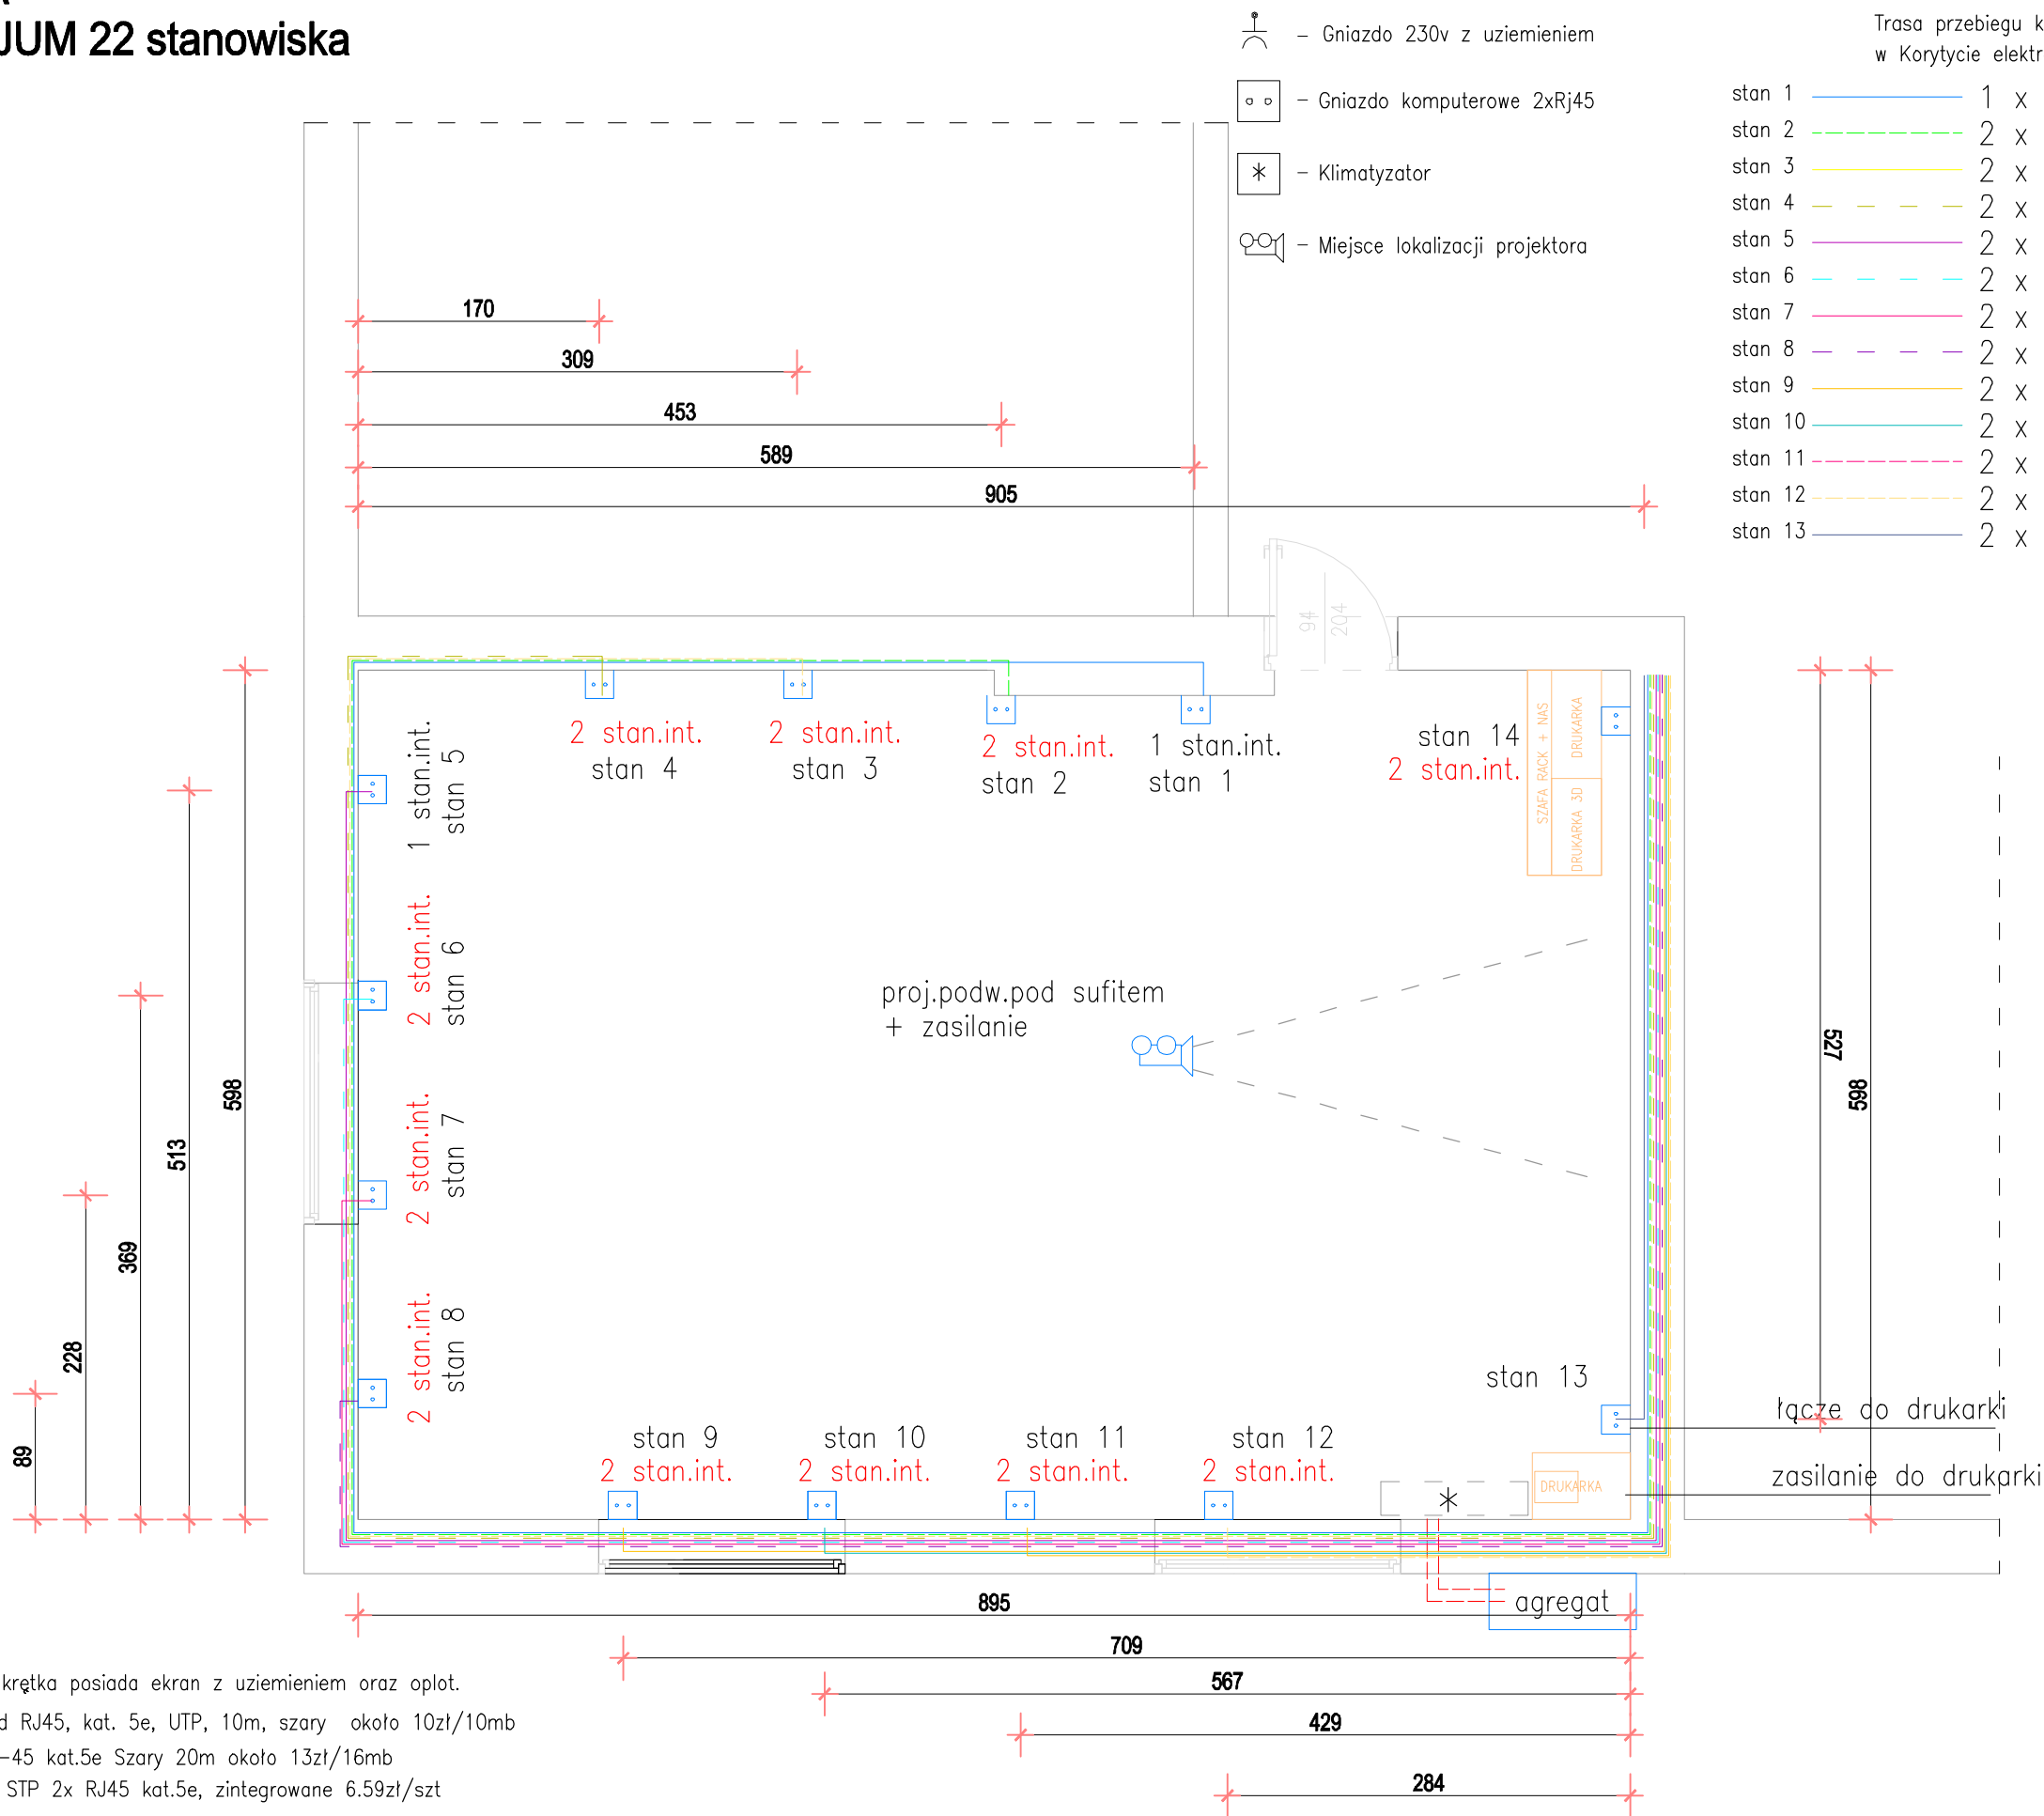 JUM 22 stanowiska
- Gniazdo 230v z uziemieniem
- Gniazdo komputerowe 2xRj45
- Klimatyzator
- Miejsce lokalizacji projektora
Trasa przebiegu k
w Korytycie elektr
stan 1 1 x
stan 2 2 x
stan 3 2 x
stan 4 2 x
stan 5 2 x
stan 6 2 x
stan 7 2 x
stan 8 2 x
stan 9 2 x
stan 10 2 x
stan 11 2 x
stan 12 2 x
stan 13 2 x
170
309
453
589
905
94
204
2 stan.int.
stan 4
2 stan.int.
stan 3
2 stan.int.
stan 2
1 stan.int.
stan 1
stan 14
2 stan.int.
SZAFA RACK + NAS
DRUKARKA
DRUKARKA 3D
1 stan.int.
stan 5
2 stan.int.
stan 6
2 stan.int.
stan 7
2 stan.int.
stan 8
proj.podw.pod sufitem
+ zasilanie
598
513
369
228
89
527
598
stan 13
łącze do drukarki
zasilanie do drukarki
DRUKARKA
stan 9
2 stan.int.
stan 10
2 stan.int.
stan 11
2 stan.int.
stan 12
2 stan.int.
agregat
895
709
567
429
284
krętka posiada ekran z uziemieniem oraz oplot.
d RJ45, kat. 5e, UTP, 10m, szary około 10zł/10mb
-45 kat.5e Szary 20m około 13zł/16mb
STP 2x RJ45 kat.5e, zintegrowane 6.59zł/szt